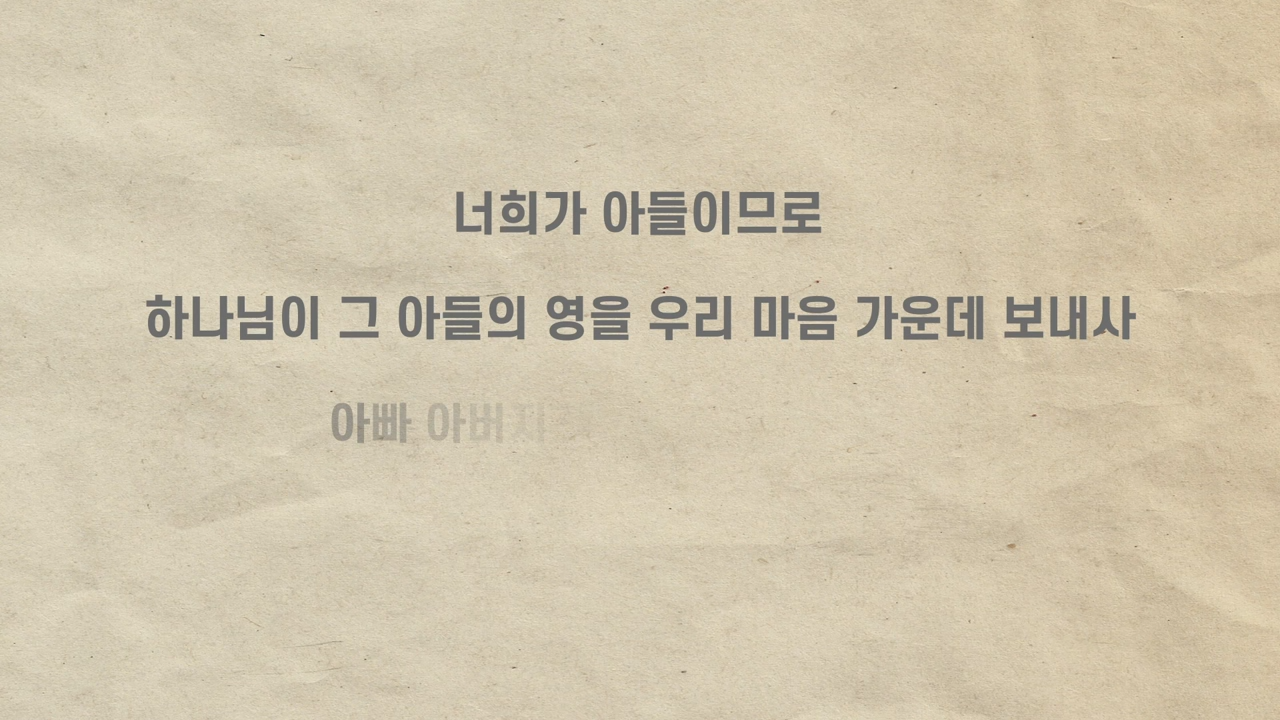 너희가 아들이므로
하나님이 그 아들의 영을 우리 마음 가운데 보내사
아빠 아버지